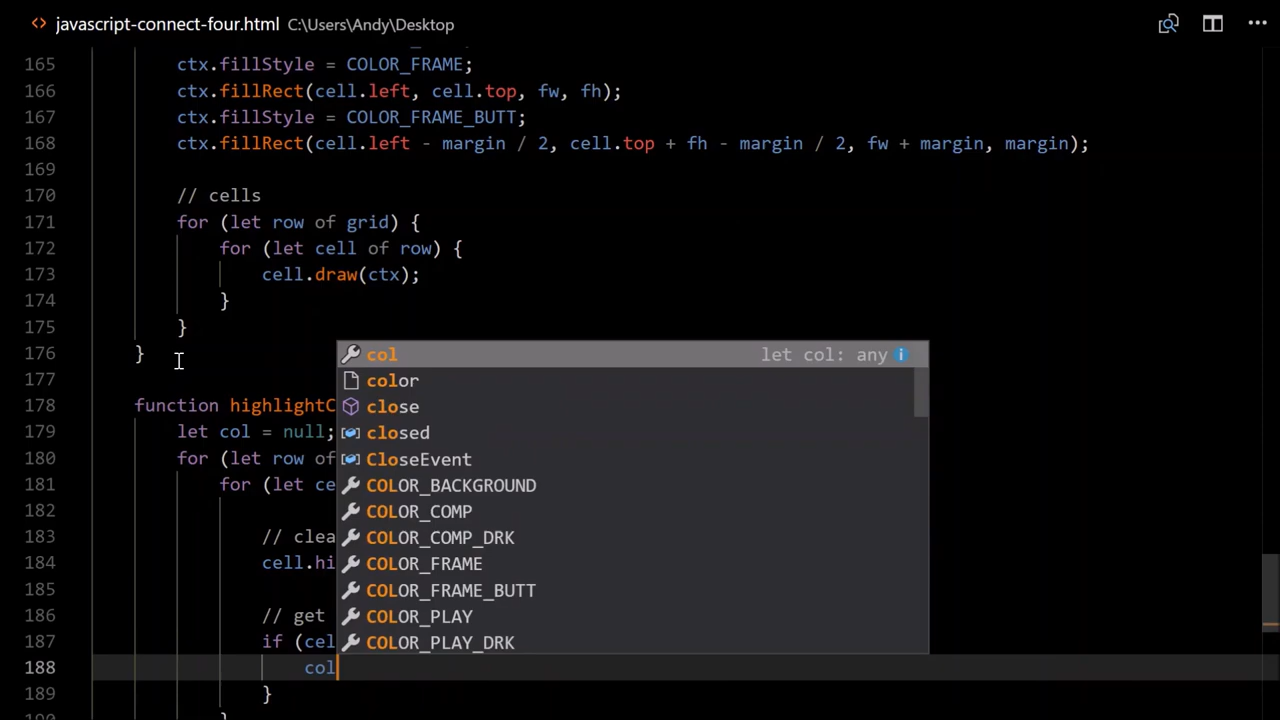 javascript-connect-four.html C:\Users\Andy\Desktop
165 ctx.fillStyle = COLOR_FRAME;
166 ctx.fillRect(cell.left, cell.top, fw, fh);
167 ctx.fillStyle = COLOR_FRAME_BUTT;
168 ctx.fillRect(cell.left - margin / 2, cell.top + fh - margin / 2, fw + margin, margin);
169
170 // cells
171 for (let row of grid) {
172 for (let cell of row) {
173 cell.draw(ctx);
174 }
175 }
176 }
177
178 function highlightC
179 let col = null;
180 for (let row of
181 for (let ce
182
183 // clea
184 cell.hi
185
186 // get
187 if (cel
188 col
189 }
190 }
col let col: any
color
close
closed
CloseEvent
COLOR_BACKGROUND
COLOR_COMP
COLOR_COMP_DRK
COLOR_FRAME
COLOR_FRAME_BUTT
COLOR_PLAY
COLOR_PLAY_DRK